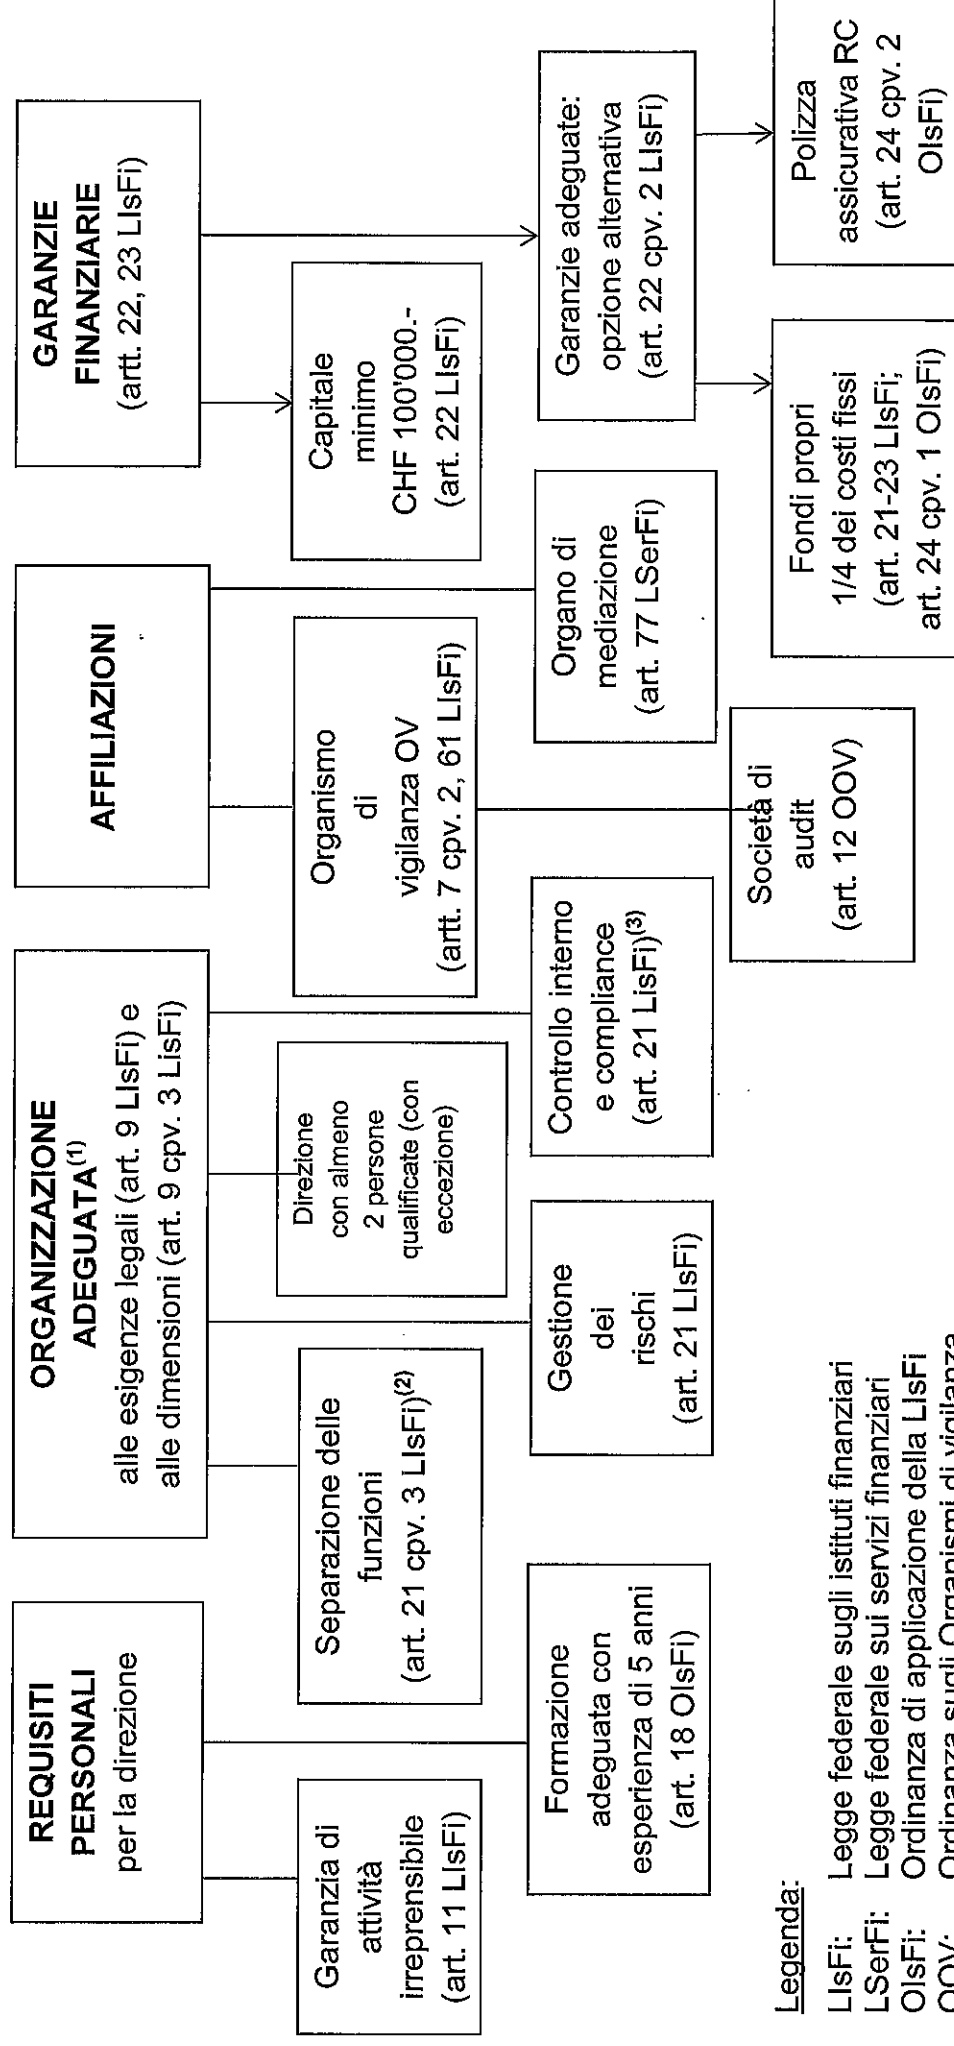 REQUISITI
PERSONALI
per la direzione
Garanzia di
attività
irreprensibile
(art. 11 LIsFi)
Formazione
adeguata con
esperienza di 5 anni
(art. 18 OIsFi)
ORGANIZZAZIONE
ADEGUATA(1)
alle esigenze legali (art. 9 LIsFi) e
alle dimensioni (art. 9 cpv. 3 LisFi)
Separazione delle
funzioni
(art. 21 cpv. 3 LIsFi)(2)
Direzione
con almeno
2 persone
qualificate (con
eccezione)
Gestione
dei
rischi
(art. 21 LIsFi)
Controllo interno
e compliance
(art. 21 LisFi)(3)
AFFILIAZIONI
Organismo
di
vigilanza OV
(artt. 7 cpv. 2, 61 LIsFi)
Organo di
mediazione
(art. 77 LSerFi)
Società di
audit
(art. 12 OOV)
GARANZIE
FINANZIARIE
(artt. 22, 23 LIsFi)
Capitale
minimo
CHF 100'000.-
(art. 22 LIsFi)
Garanzie adeguate:
opzione alternativa
(art. 22 cpv. 2 LIsFi)
Fondi propri
1/4 dei costi fissi
(art. 21-23 LIsFi;
art. 24 cpv. 1 OIsFi)
Polizza
assicurativa RC
(art. 24 cpv. 2
OIsFi)
Legenda:
LIsFi: Legge federale sugli istituti finanziari
LSerFi: Legge federale sui servizi finanziari
OIsFi: Ordinanza di applicazione della LIsFi
OOV: Ordinanza sugli Organismi di vigilanza